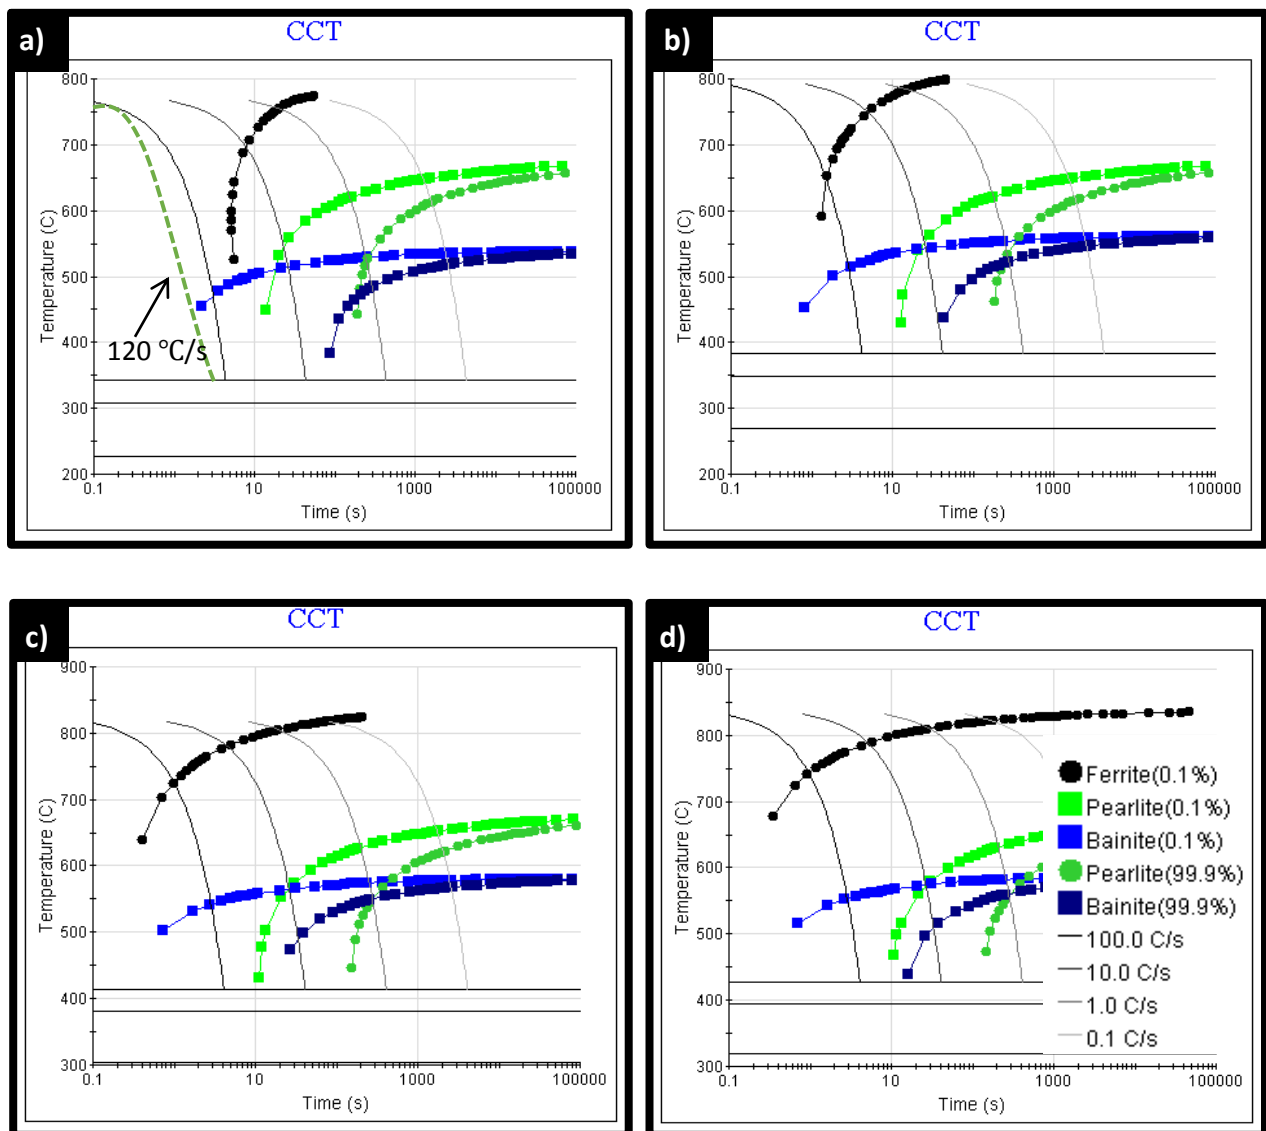 a)
CCT
800
700
600
500
400
300
200
Temperature (C)
120 °C/s
0.1
10
1000
100000
Time (s)
b)
CCT
800
700
600
500
400
300
200
Temperature (C)
0.1
10
1000
100000
Time (s)
c)
CCT
900
800
700
600
500
400
300
Temperature (C)
0.1
10
1000
100000
Time (s)
d)
CCT
900
800
700
600
500
400
300
Temperature (C)
Ferrite(0.1%)
Pearlite(0.1%)
Bainite(0.1%)
Pearlite(99.9%)
Bainite(99.9%)
100.0 C/s
10.0 C/s
1.0 C/s
0.1 C/s
0.1
10
1000
100000
Time (s)